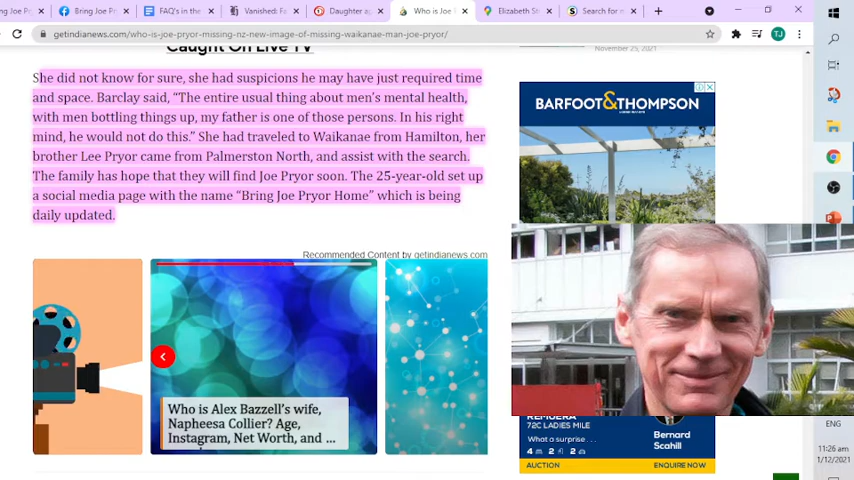 ing Joe Pr
Bring Joe P
FAQ's in the
Vanished: Fa
Daughter a
Who is Joe
Elizabeth St
Search for m
getindianews.com/who-is-joe-pryor-missing-nz-new-image-of-missing-waikanae-man-joe-pryor/
TJ
Caught On Live TV
November 25, 2021
She did not know for sure, she had suspicions he may have just required time
and space. Barclay said, “The entire usual thing about men’s mental health,
with men bottling things up, my father is one of those persons. In his right
mind, he would not do this.” She had traveled to Waikanae from Hamilton, her
brother Lee Pryor came from Palmerston North, and assist with the search.
The family has hope that they will find Joe Pryor soon. The 25-year-old set up
a social media page with the name “Bring Joe Pryor Home” which is being
daily updated.
BARFOOT&THOMPSON
Recommended Content by getindianews.com
Who is Alex Bazzell’s wife,
Napheesa Collier? Age,
Instagram, Net Worth, and ...
REMUERA
72C LADIES MILE
What a surprise . . .
4 2 2
Bernard
Scahill
AUCTION
ENQUIRE NOW
ENG
11:26 am
1/12/2021